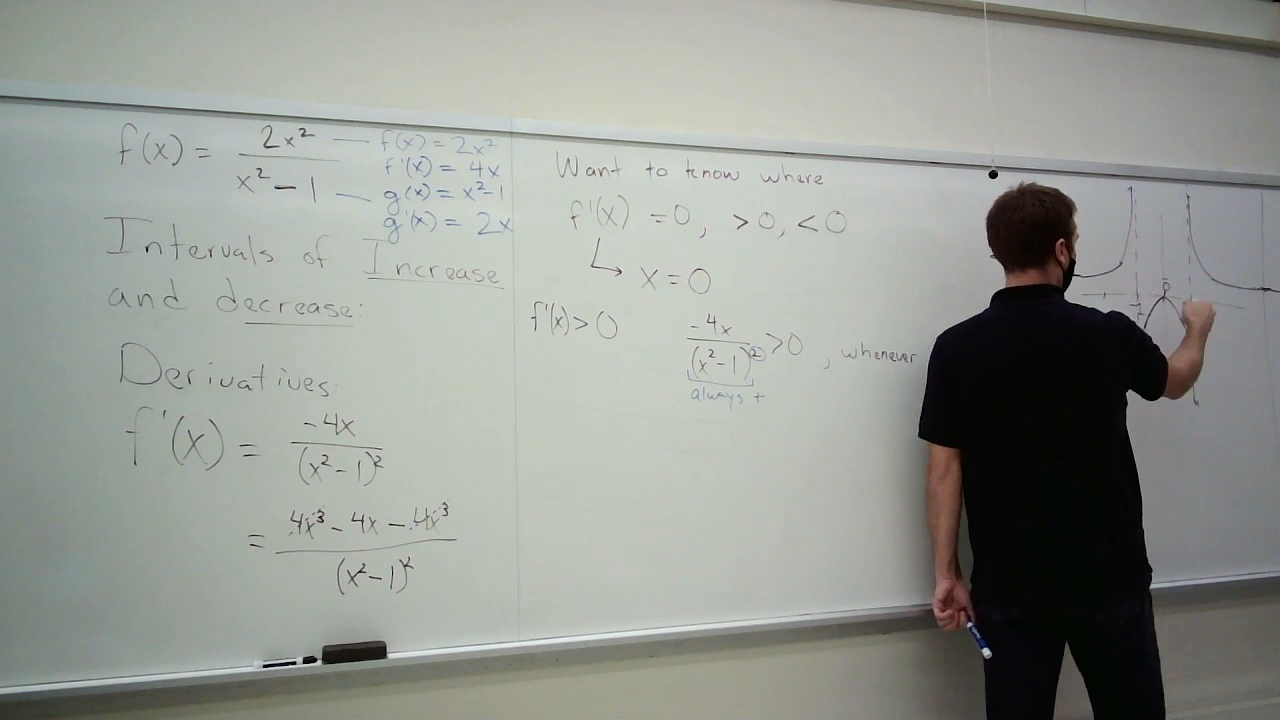 f(x) = 2x² / x² − 1
f(x) = 2x²
f'(x) = 4x
g(x) = x²-1
g'(x) = 2x
Intervals of Increase
and decrease:
Derivatives:
f'(x) = -4x / (x² − 1)²
= 4x³ − 4x − 4x³ / (x² − 1)²
Want to know where
f'(x) = 0, > 0, < 0
x = 0
f'(x) > 0
-4x / (x² − 1)² > 0 , whenever
always +